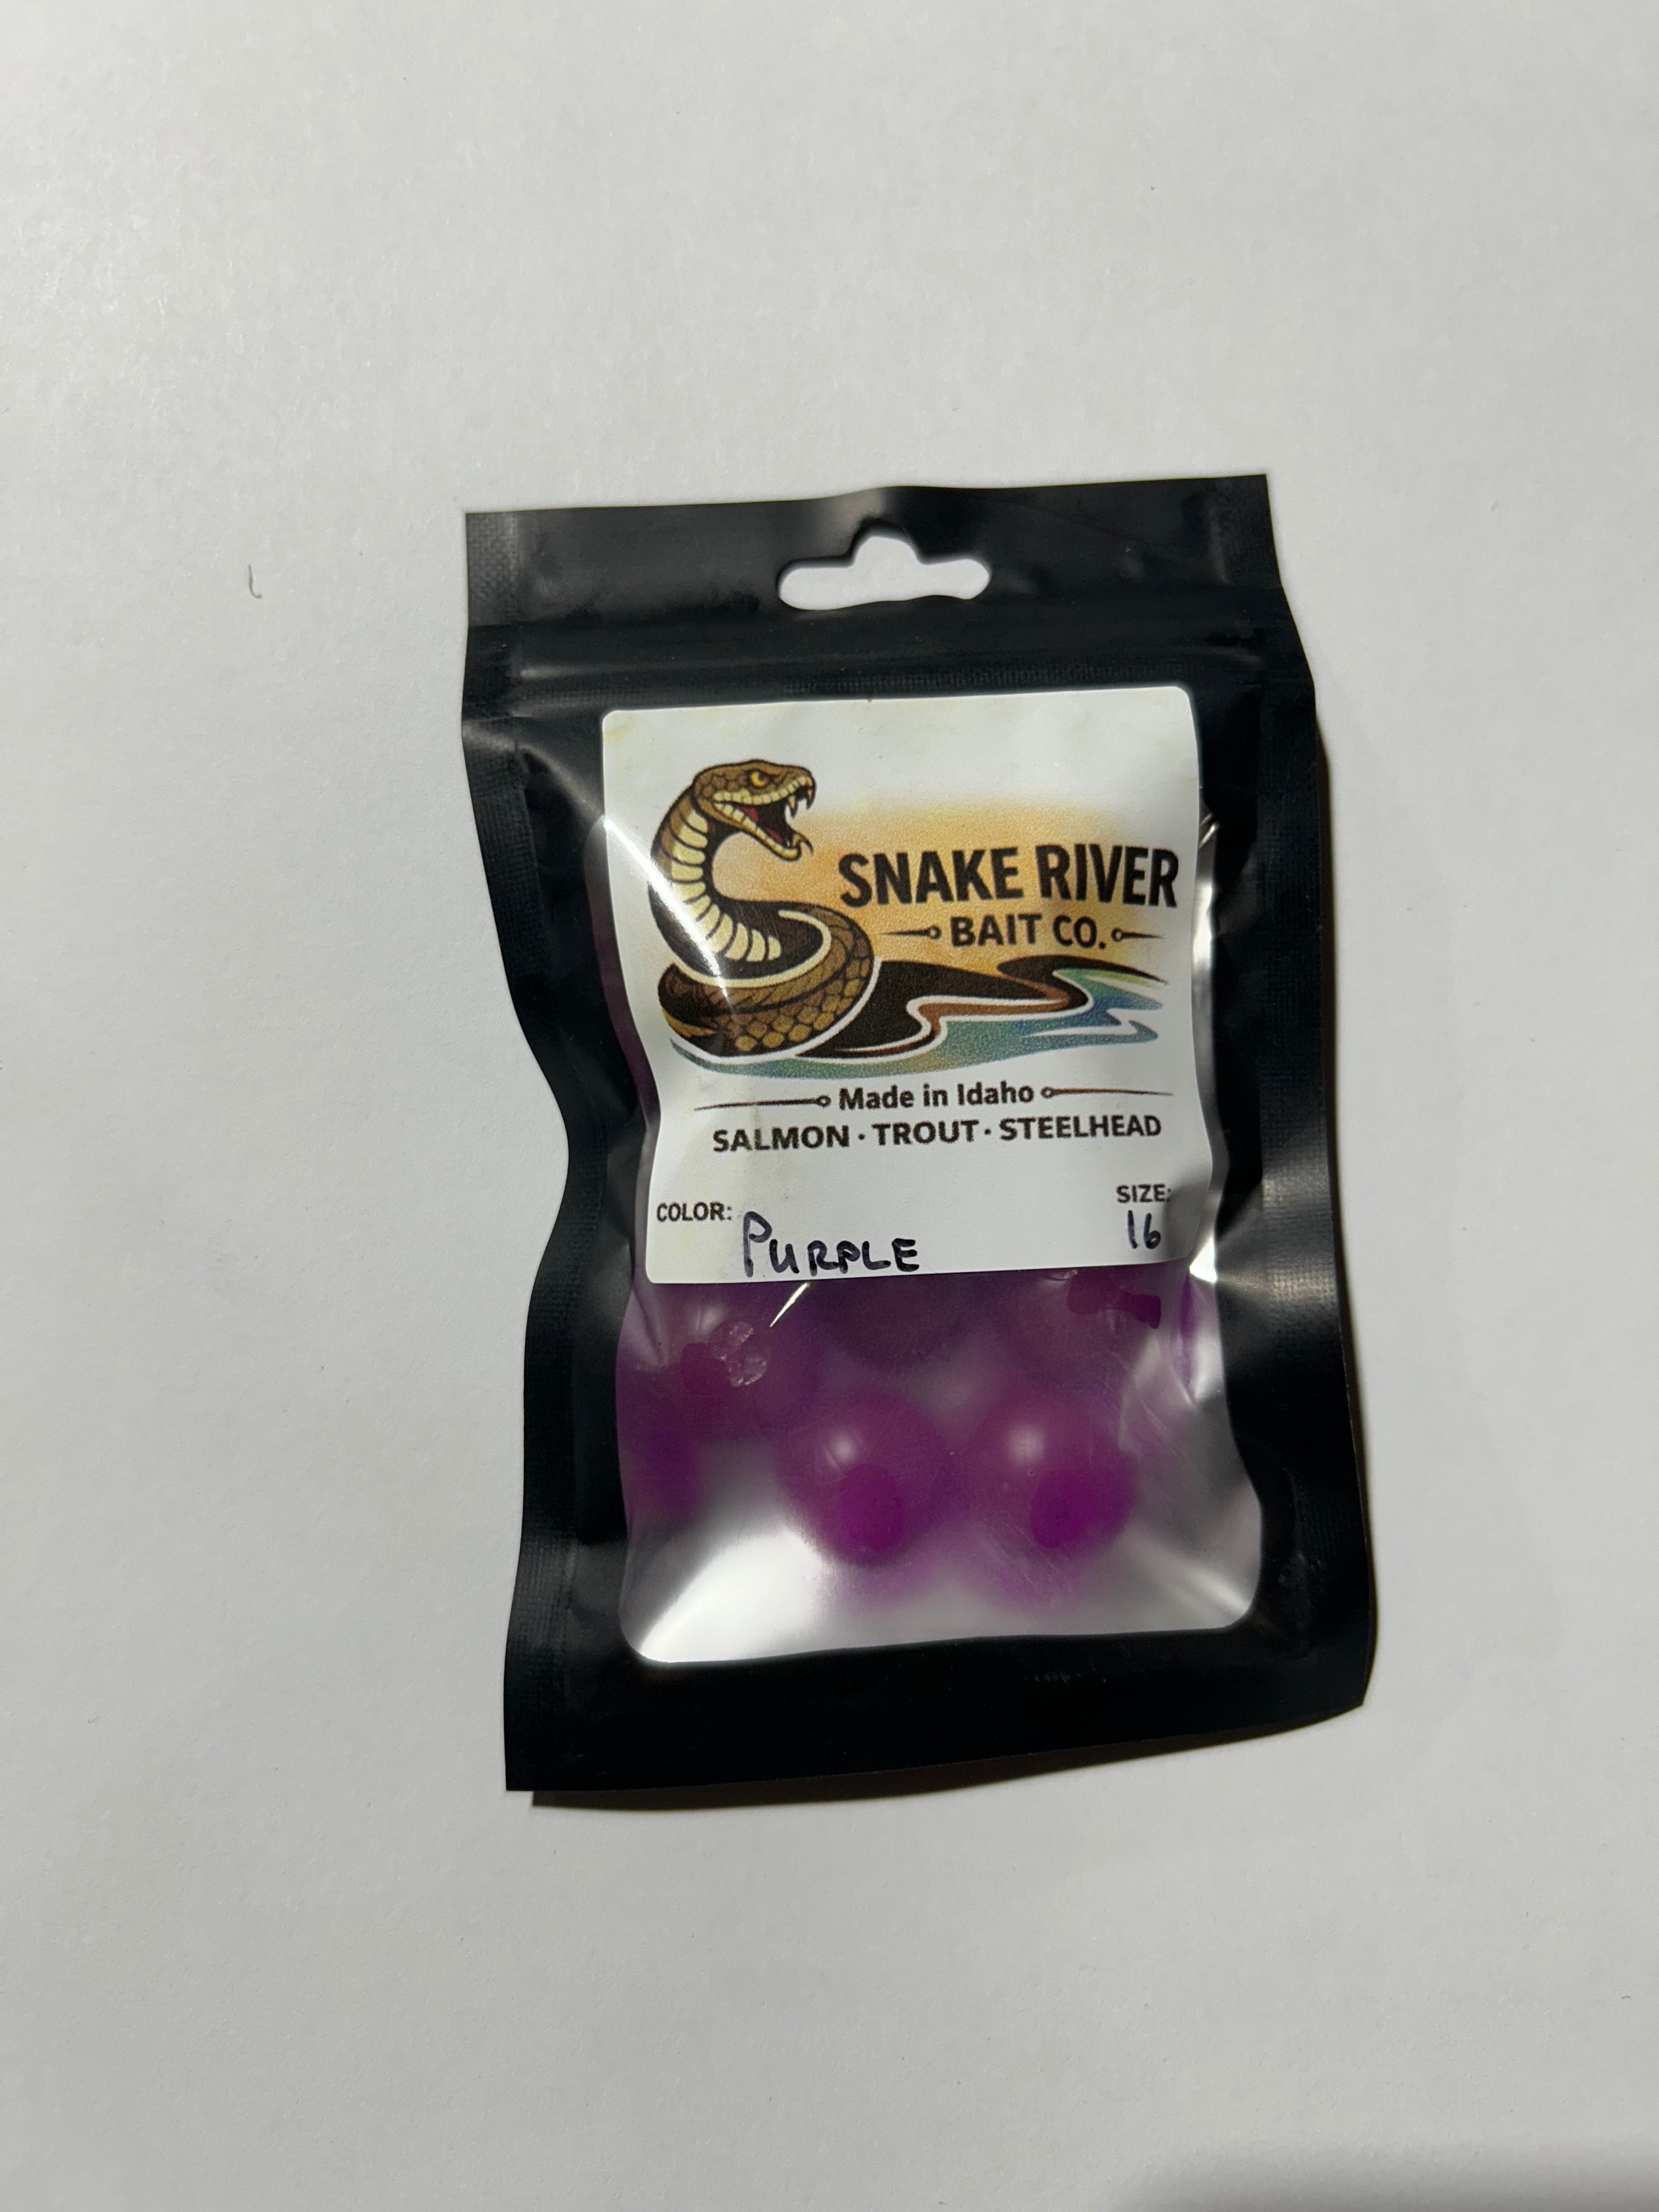 SNAKE RIVER
BAIT CO.
Made in Idaho
SALMON · TROUT · STEELHEAD
COLOR: PURPLE
SIZE: 16